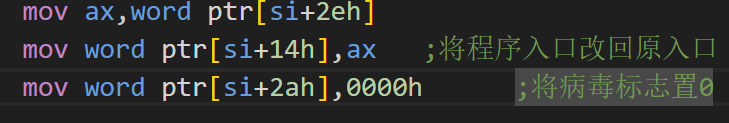 mov ax,word ptr[si+2eh]
mov word ptr[si+14h],ax   ;将程序入口改回原入口
mov word ptr[si+2ah],0000h      ;将病毒标志置0